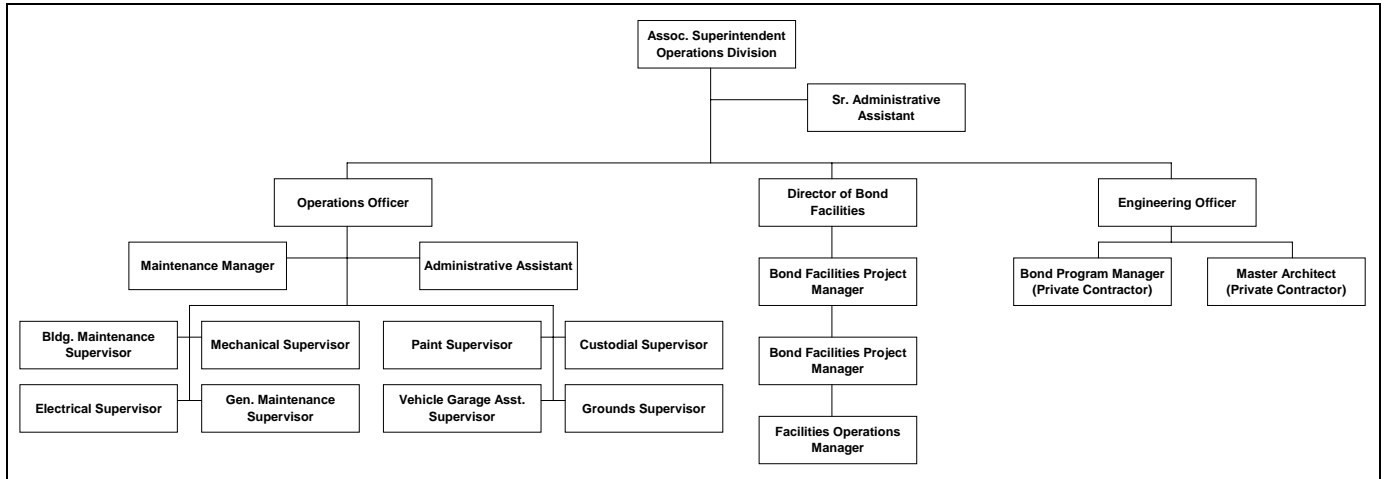 Assoc. Superintendent
Operations Division
Sr. Administrative
Assistant
Operations Officer
Director of Bond
Facilities
Engineering Officer
Maintenance Manager
Administrative Assistant
Bond Facilities Project
Manager
Bond Program Manager
(Private Contractor)
Master Architect
(Private Contractor)
Bldg. Maintenance
Supervisor
Mechanical Supervisor
Paint Supervisor
Custodial Supervisor
Bond Facilities Project
Manager
Electrical Supervisor
Gen. Maintenance
Supervisor
Vehicle Garage Asst.
Supervisor
Grounds Supervisor
Facilities Operations
Manager